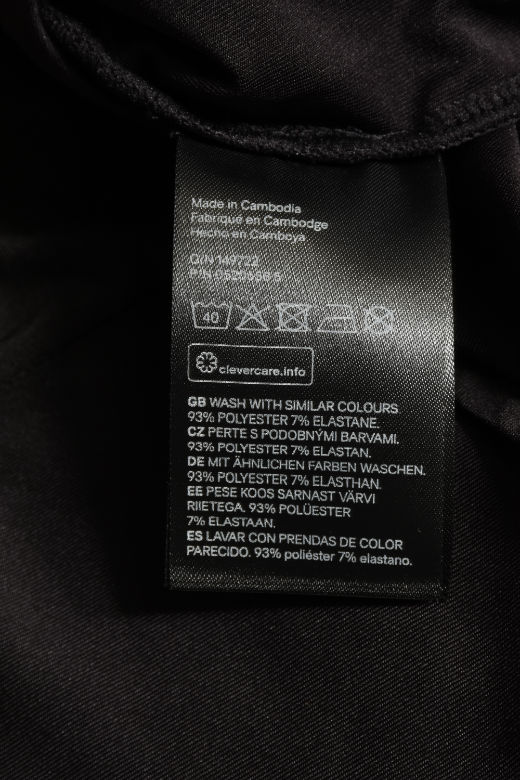 Made in Cambodia
Fabriqué en Cambodge
Hecho en Camboya
O/N 149722
P/N
40
clevercare.info
GB WASH WITH SIMILAR COLOURS
93% POLYESTER 7% ELASTANE.
CZ PERTE S PODOBNÝMI BARVAMI.
93% POLYESTER 7% ELASTAN.
DE MIT ÄHNLICHEN FARBEN WASCHEN.
93% POLYESTER 7% ELASTHAN.
EE PESE KOOS SARNAST VÄRVI
RIIETEGA. 93% POLÜESTER
7% ELASTAAN.
ES LAVAR CON PRENDAS DE COLOR
PARECIDO. 93% poliéster 7% elastano.